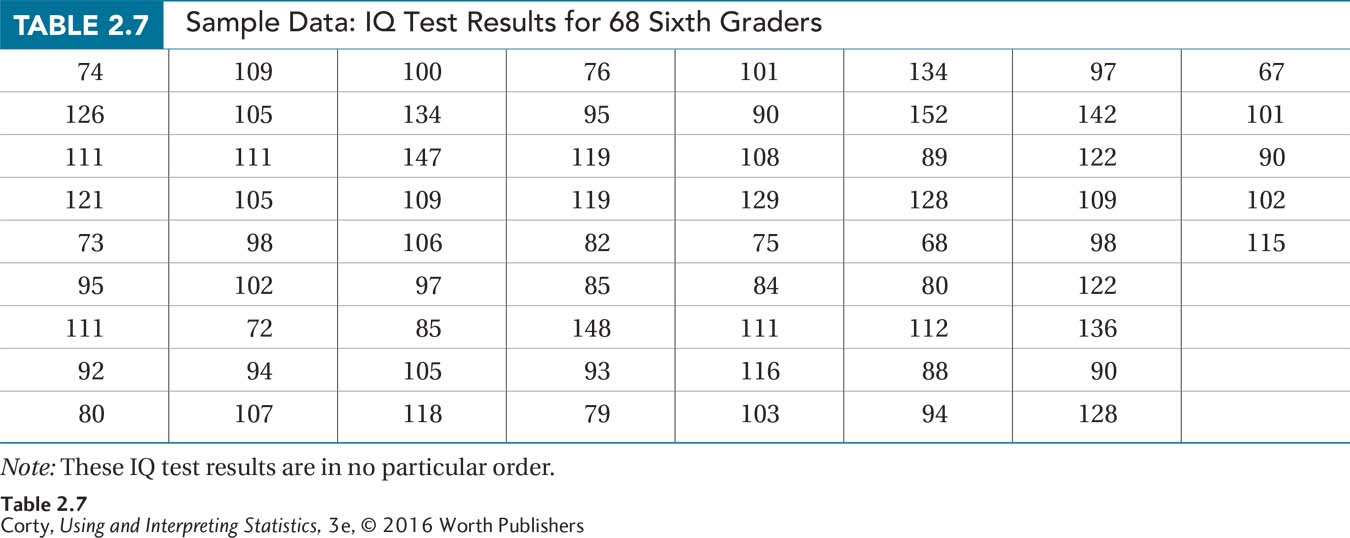 TABLE 2.7 Sample Data: IQ Test Results for 68 Sixth Graders
74 109 100 76 101 134 97 67
126 105 134 95 90 152 142 101
111 111 147 119 108 89 122 90
121 105 109 119 129 128 109 102
73 98 106 82 75 68 98 115
95 102 97 85 84 80 122
111 72 85 148 111 112 136
92 94 105 93 116 88 90
80 107 118 79 103 94 128
Note: These IQ test results are in no particular order.
Table 2.7
Corty, Using and Interpreting Statistics, 3e, © 2016 Worth Publishers